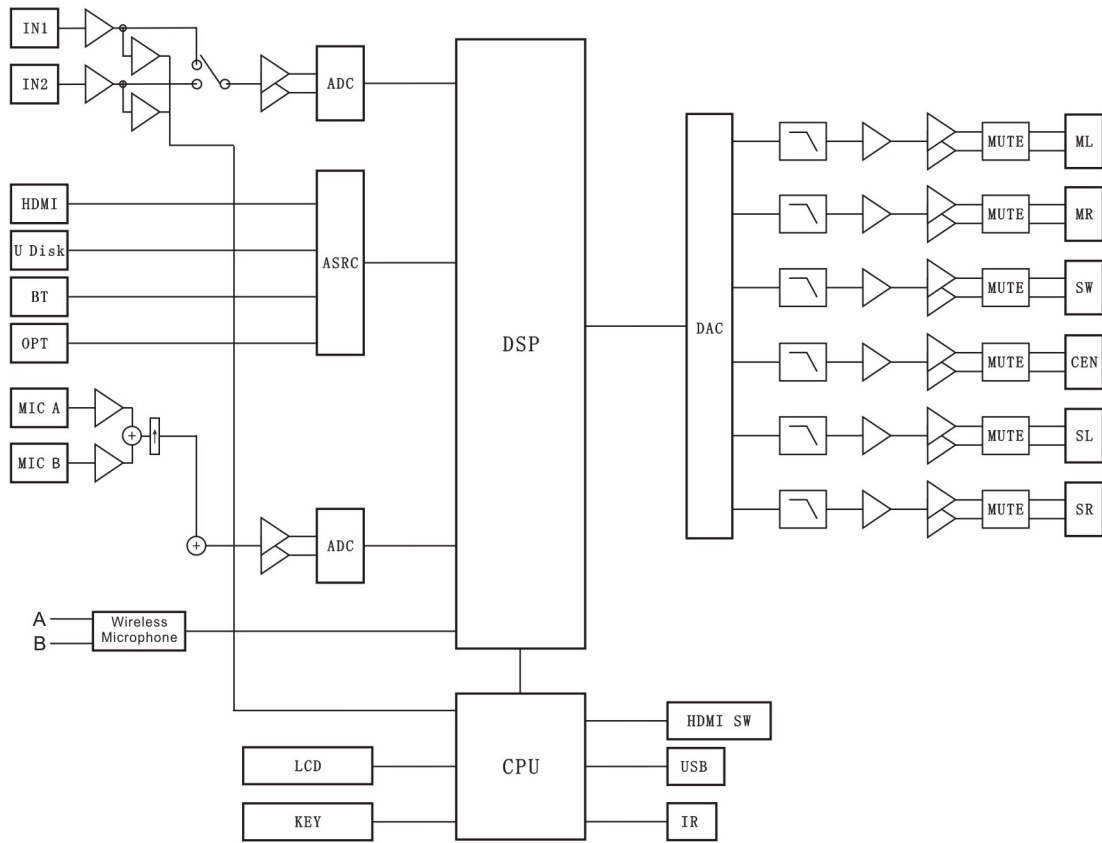 IN1
IN2
ADC
HDMI
U Disk
BT
OPT
ASRC
MIC A
MIC B
+
+
ADC
A
B
Wireless
Microphone
DSP
DAC
MUTE
ML
MUTE
MR
MUTE
SW
MUTE
CEN
MUTE
SL
MUTE
SR
CPU
LCD
KEY
HDMI SW
USB
IR